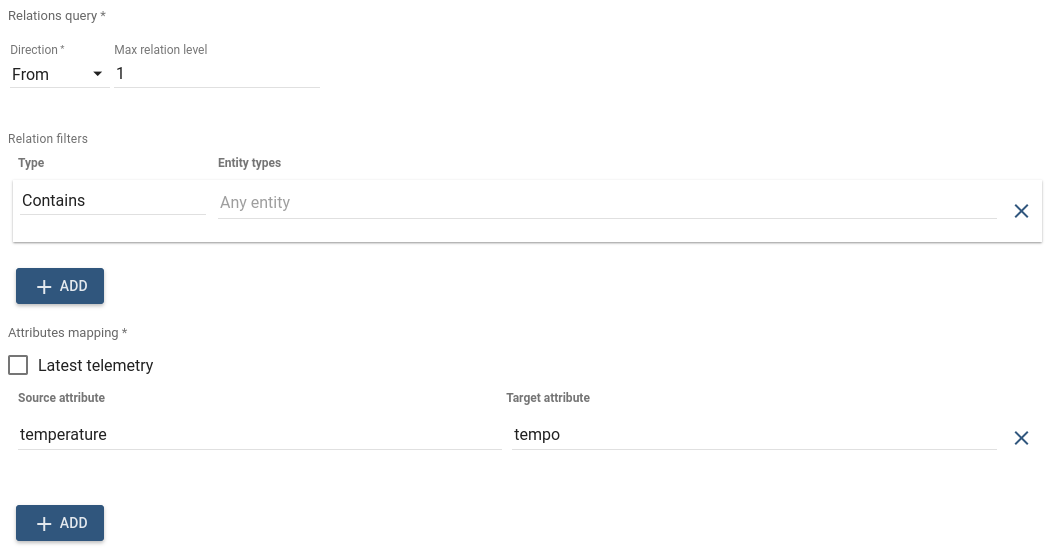 Relations query *
Direction * Max relation level
From 1
Relation filters
Type Entity types
Contains Any entity
ADD
Attributes mapping *
Latest telemetry
Source attribute Target attribute
temperature tempo
ADD